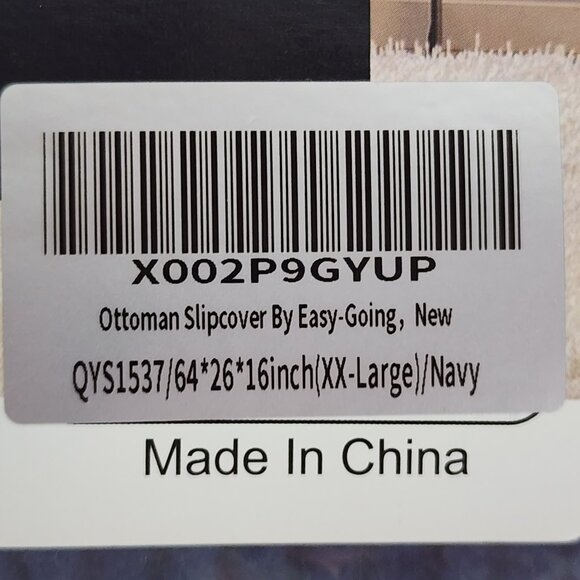 X002P9GYUP
Ottoman Slipcover By Easy-Going，New
QYS1537/64*26*16inch(XX-Large)/Navy
Made In China